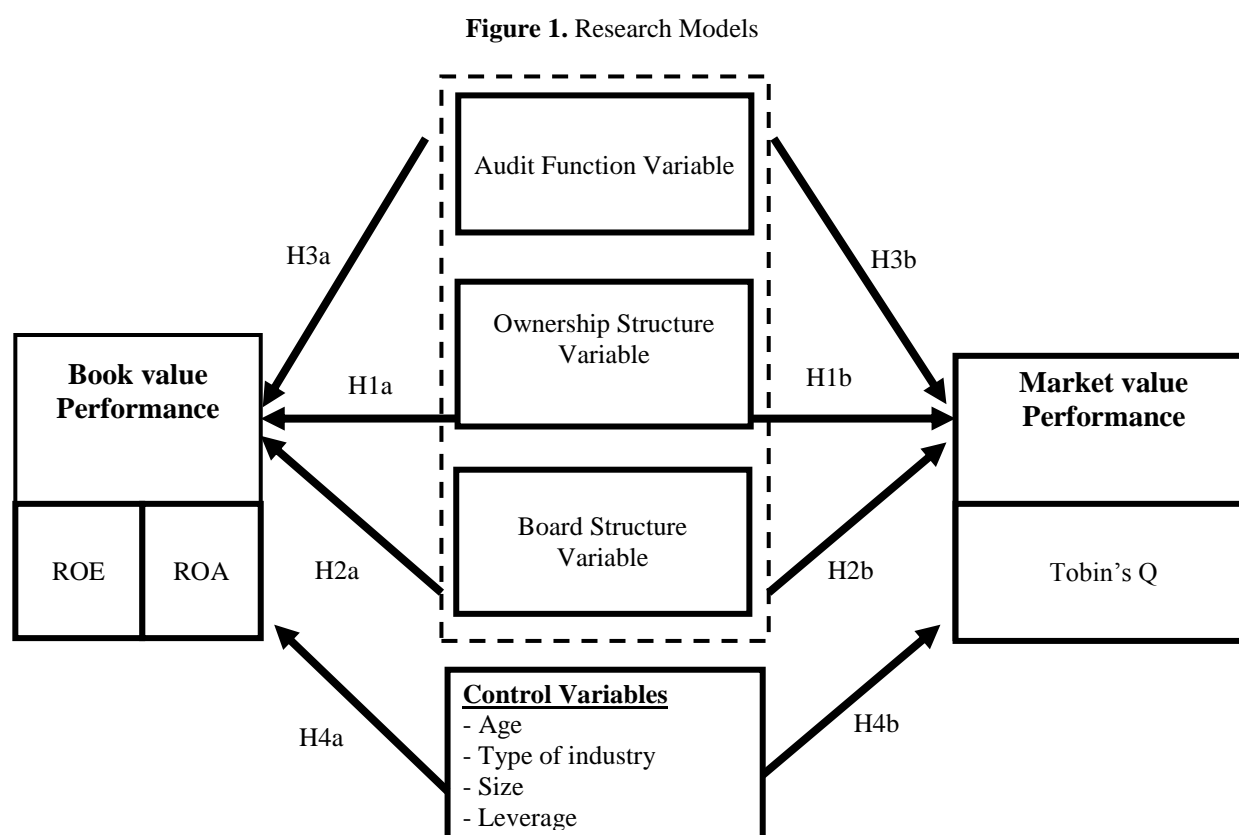 Figure 1. Research Models
Audit Function Variable
H3a
H3b
Ownership Structure
Variable
Book value
Performance
H1a
H1b
Market value
Performance
Board Structure
Variable
ROE
ROA
H2a
H2b
Tobin’s Q
Control Variables
- Age
- Type of industry
- Size
- Leverage
H4a
H4b